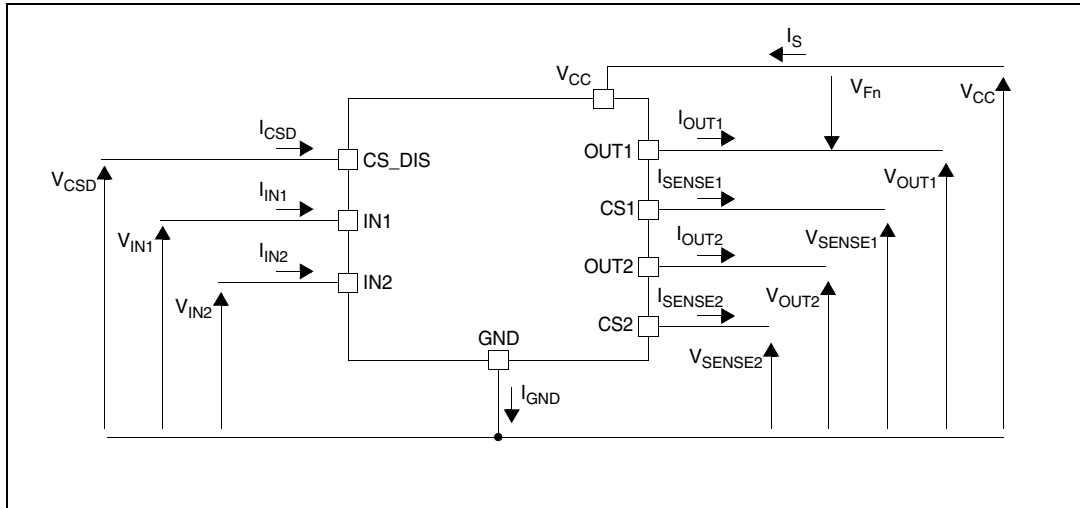 I_S
V_CC
V_Fn
V_CC
I_CSD
I_OUT1
CS_DIS
OUT1
V_CSD
V_OUT1
I_IN1
I_SENSE1
IN1
CS1
V_IN1
V_SENSE1
I_IN2
I_OUT2
IN2
OUT2
V_IN2
V_OUT2
I_SENSE2
CS2
GND
V_SENSE2
I_GND